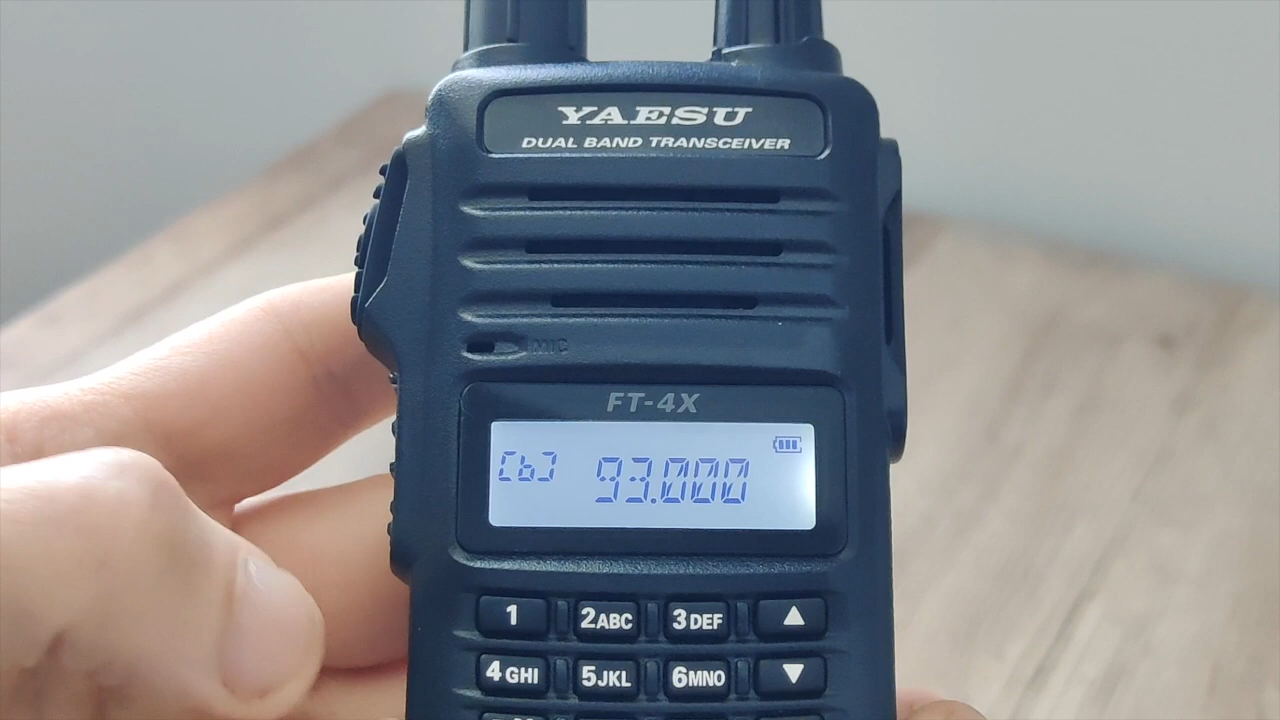 YAESU
DUAL BAND TRANSCEIVER
MIC
FT-4X
[b] 93.000
1 2ABC 3DEF ▲
4GHI 5JKL 6MNO ▼